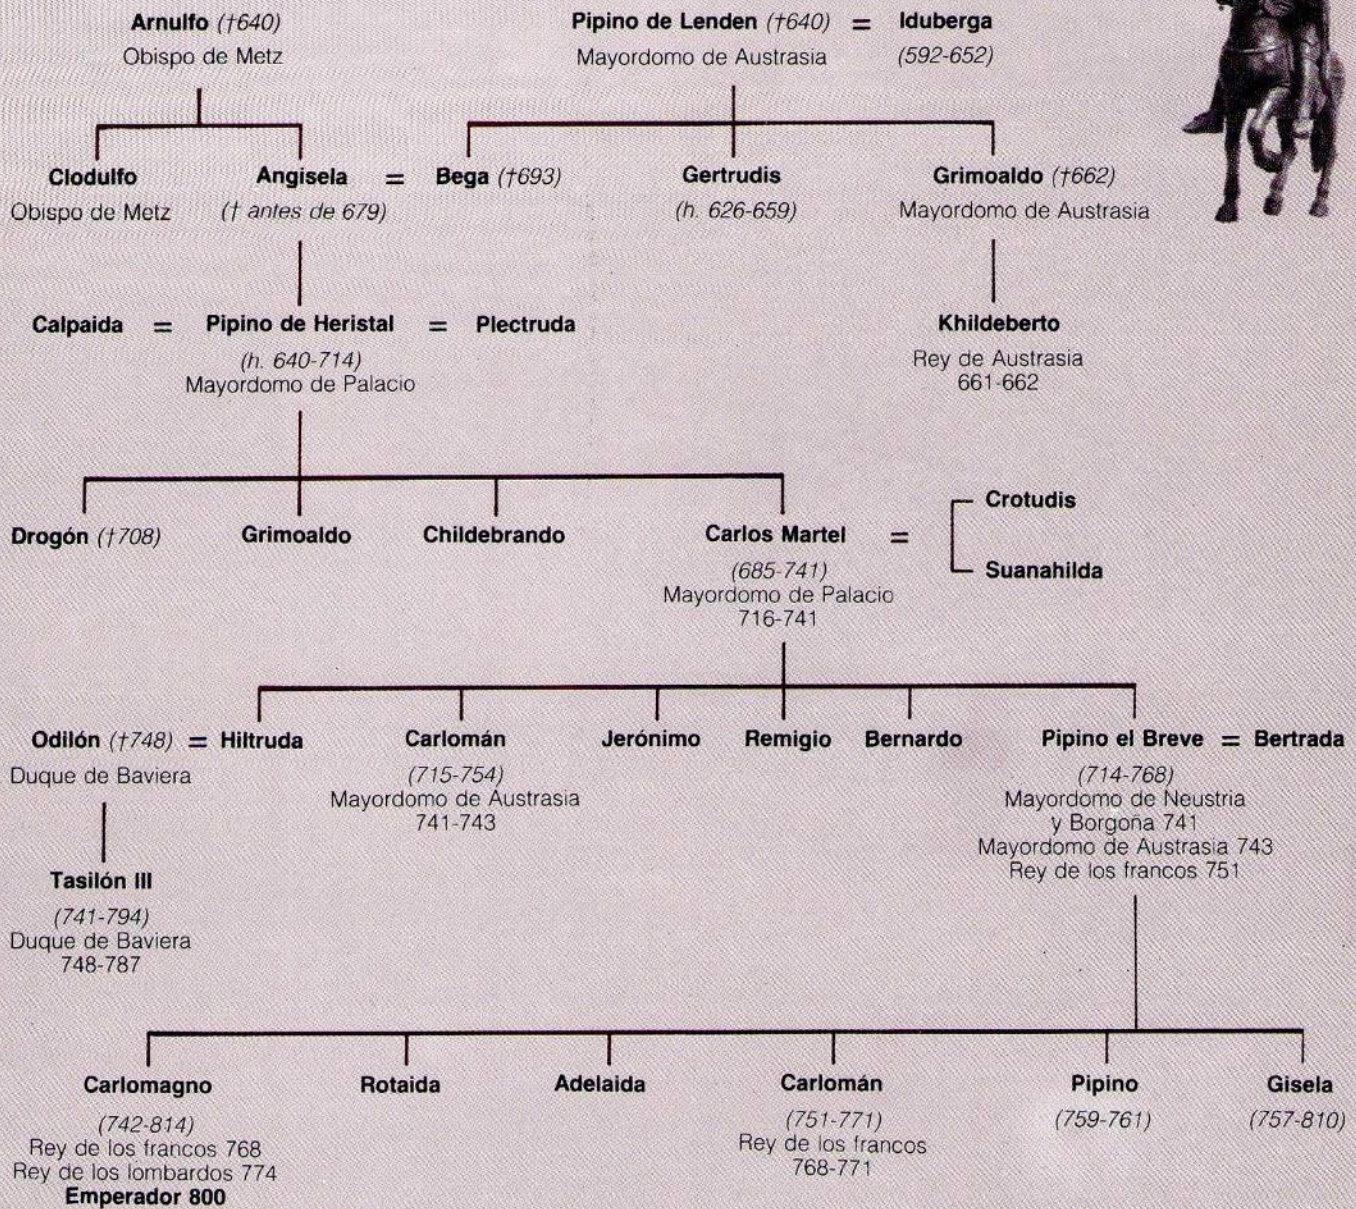 Arnulfo (†640)
Obispo de Metz
Pipino de Lenden (†640) = Iduberga
Mayordomo de Austrasia
(592-652)
Clodulfo
Obispo de Metz
Angisela = Bega (†693)
(† antes de 679)
Gertrudis
(h. 626-659)
Grimoaldo (†662)
Mayordomo de Austrasia
Calpaida = Pipino de Heristal = Plectruda
(h. 640-714)
Mayordomo de Palacio
Khildeberto
Rey de Austrasia
661-662
Drogón (†708)
Grimoaldo
Childebrando
Carlos Martel =
(685-741)
Mayordomo de Palacio
716-741
Crotudis
Suanahilda
Odilón (†748) = Hiltruda
Duque de Baviera
Carlomán
(715-754)
Mayordomo de Austrasia
741-743
Jerónimo
Remigio
Bernardo
Pipino el Breve = Bertrada
(714-768)
Mayordomo de Neustria
y Borgoña 741
Mayordomo de Austrasia 743
Rey de los francos 751
Tasilón III
(741-794)
Duque de Baviera
748-787
Carlomagno
(742-814)
Rey de los francos 768
Rey de los lombardos 774
Emperador 800
Rotaida
Adelaida
Carlomán
(751-771)
Rey de los francos
768-771
Pipino
(759-761)
Gisela
(757-810)